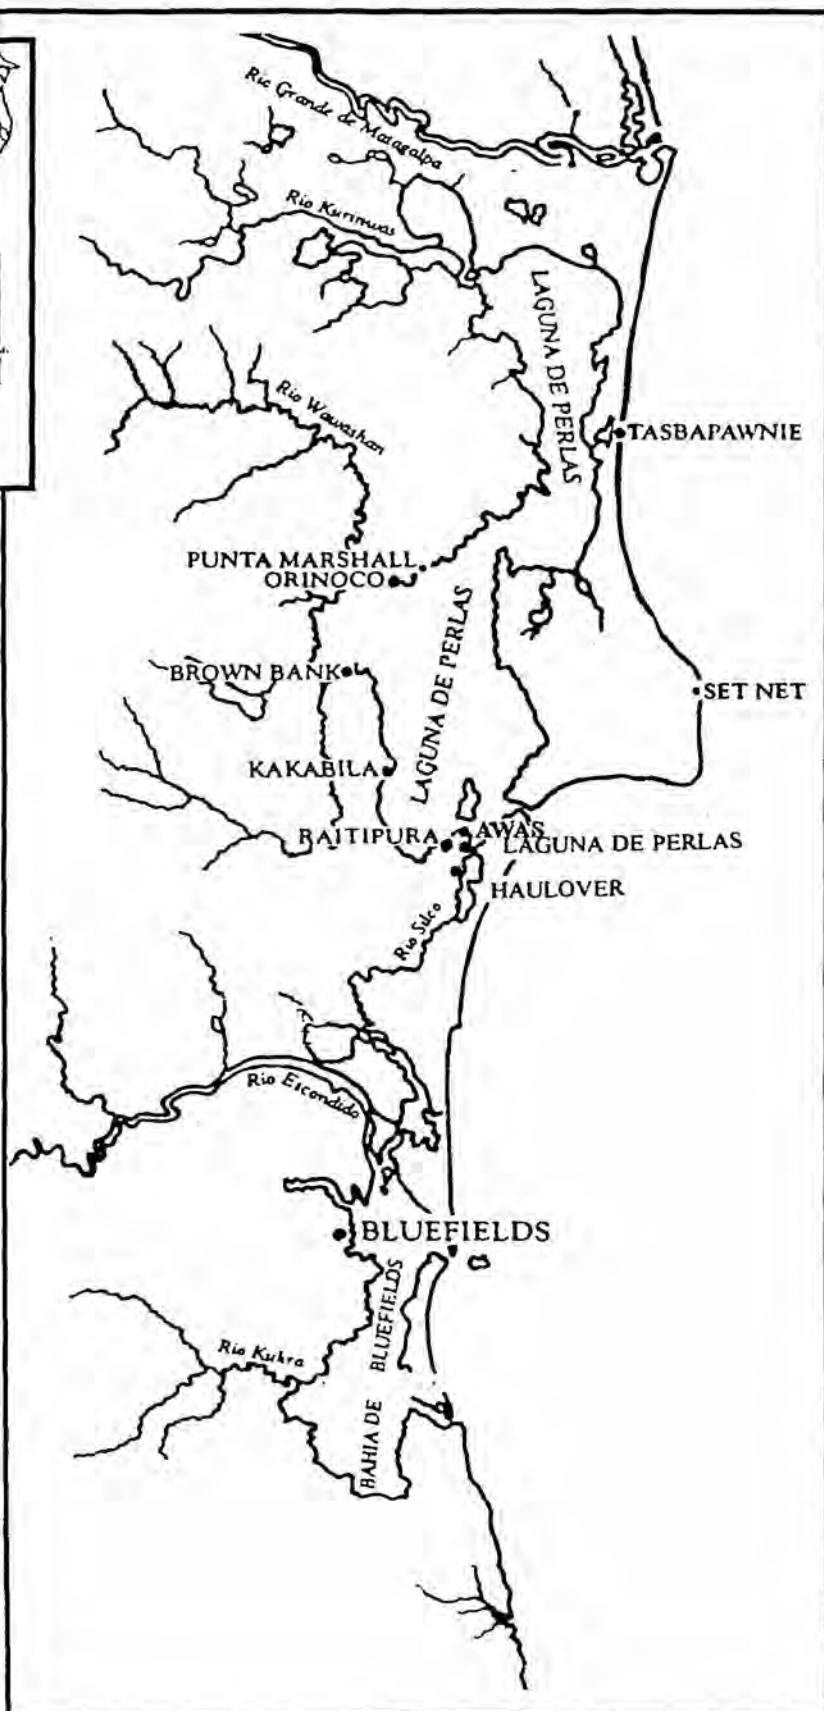 Rio Grande de Matagalpa
Rio Kurinwas
LAGUNA DE PERLAS
Rio Wawashan
TASBAPAWNIE
PUNTA MARSHALL
ORINOCO
LAGUNA DE PERLAS
BROWN BANK
SET NET
KAKABILA
RAITIPURA
AWAS
LAGUNA DE PERLAS
HAULOVER
Rio Silco
Rio Escondido
BLUEFIELDS
BAHIA DE BLUEFIELDS
Rio Kukra